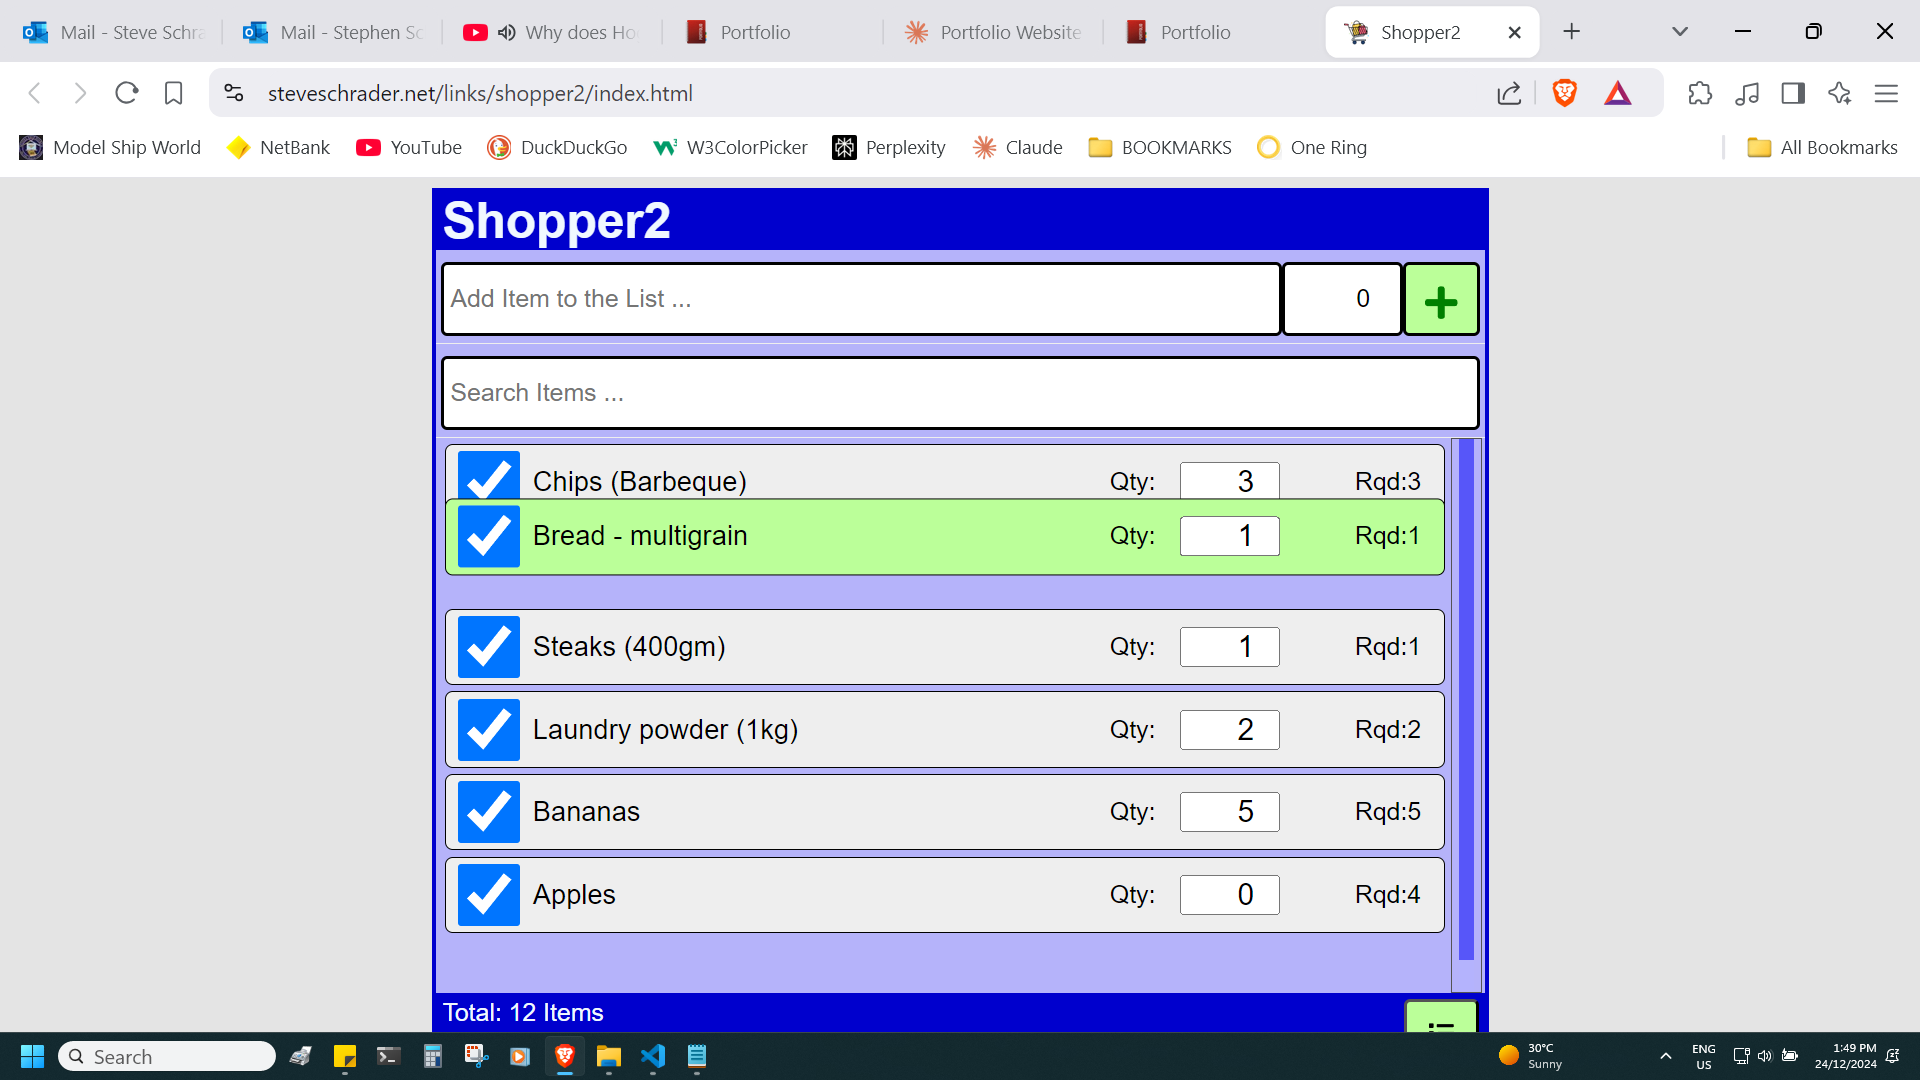 Mail - Steve Schra
Mail - Stephen Sc
Why does Ho
Portfolio
Portfolio Website
Portfolio
Shopper2
steveschrader.net/links/shopper2/index.html
Model Ship World
NetBank
YouTube
DuckDuckGo
W3ColorPicker
Perplexity
Claude
BOOKMARKS
One Ring
All Bookmarks
Shopper2
Add Item to the List ... 0
Search Items ...
Chips (Barbeque) Qty: 3 Rqd:3
Bread - multigrain Qty: 1 Rqd:1
Steaks (400gm) Qty: 1 Rqd:1
Laundry powder (1kg) Qty: 2 Rqd:2
Bananas Qty: 5 Rqd:5
Apples Qty: 0 Rqd:4
Total: 12 Items
Search
30°C
Sunny
ENG
US
1:49 PM
24/12/2024